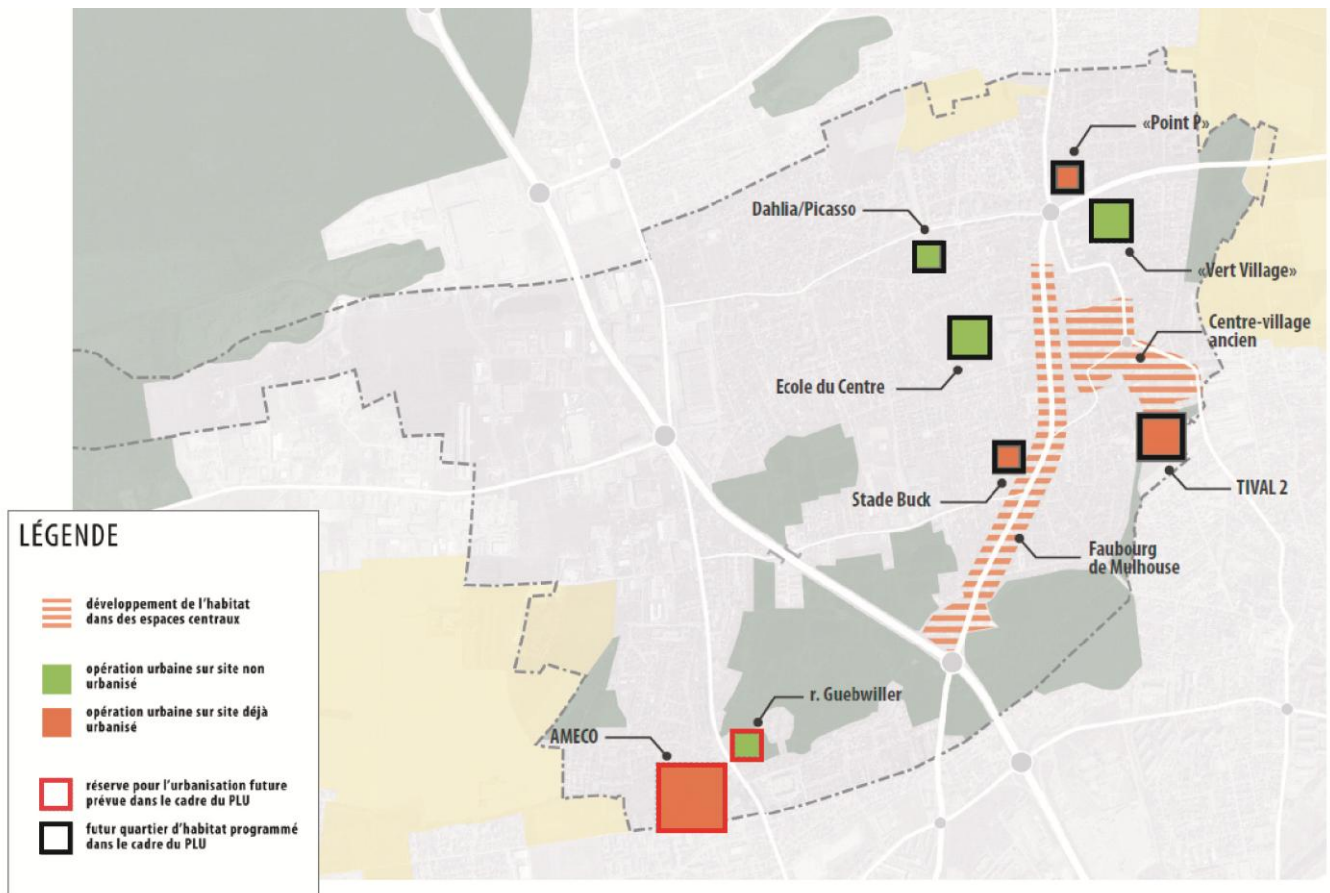 «Point P»
Dahlia/Picasso
«Vert Village»
Centre-village
ancien
Ecole du Centre
TIVAL 2
Stade Buck
Faubourg
de Mulhouse
r. Guebwiller
AMECO
LÉGENDE
développement de l'habitat
dans des espaces centraux
opération urbaine sur site non
urbanisé
opération urbaine sur site déjà
urbanisé
réserve pour l'urbanisation future
prévue dans le cadre du PLU
futur quartier d'habitat programmé
dans le cadre du PLU